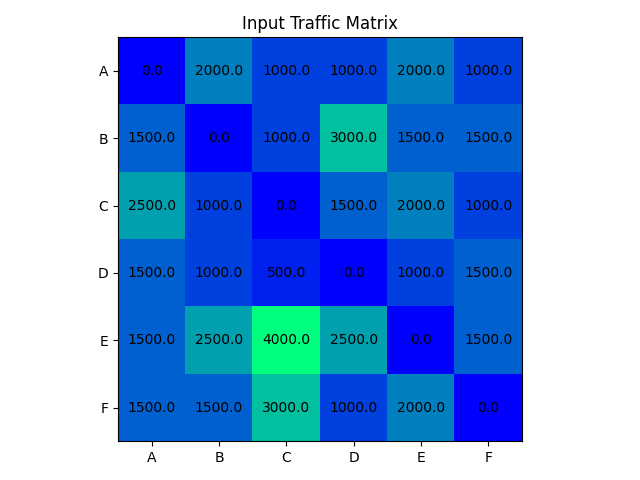 Input Traffic Matrix
A 0.0 2000.0 1000.0 1000.0 2000.0 1000.0
B 1500.0 0.0 1000.0 3000.0 1500.0 1500.0
C 2500.0 1000.0 0.0 1500.0 2000.0 1000.0
D 1500.0 1000.0 500.0 0.0 1000.0 1500.0
E 1500.0 2500.0 4000.0 2500.0 0.0 1500.0
F 1500.0 1500.0 3000.0 1000.0 2000.0 0.0
A B C D E F